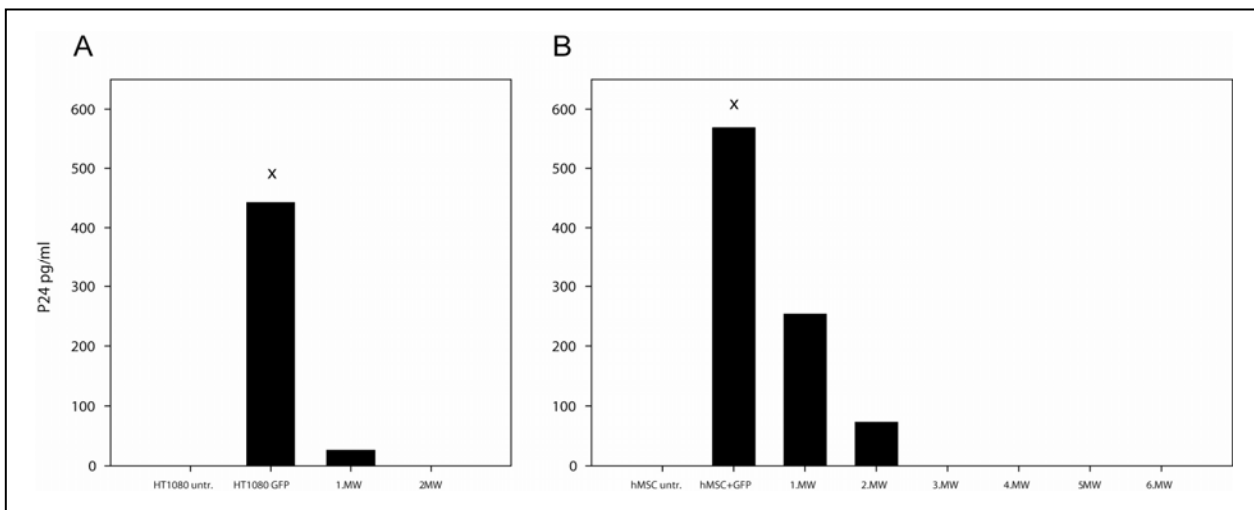 A
B
P24 pg/ml
600
500
400
300
200
100
0
x
HT1080 untr.
HT1080 GFP
1.MW
2MW
600
500
400
300
200
100
0
x
hMSC untr.
hMSC+GFP
1.MW
2.MW
3.MW
4.MW
5MW
6.MW